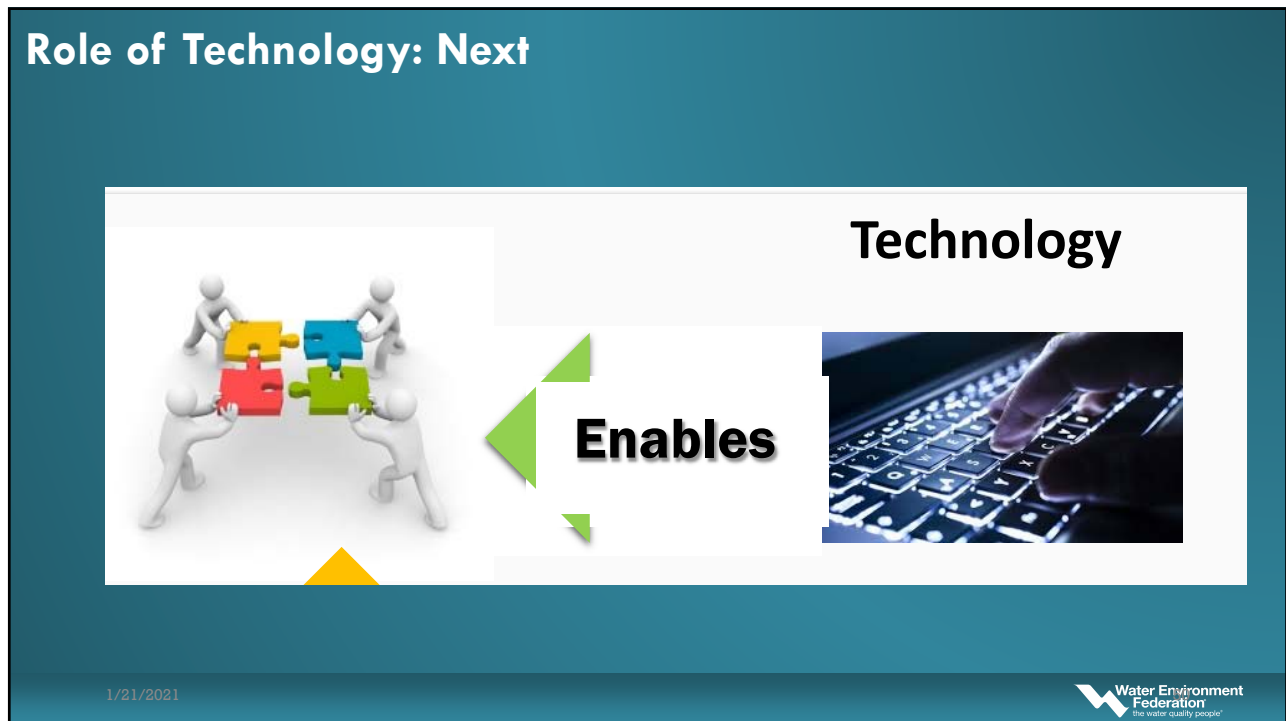 Role of Technology: Next
Technology
Enables
1/21/2021
Water Environment
Federation
the water quality people®